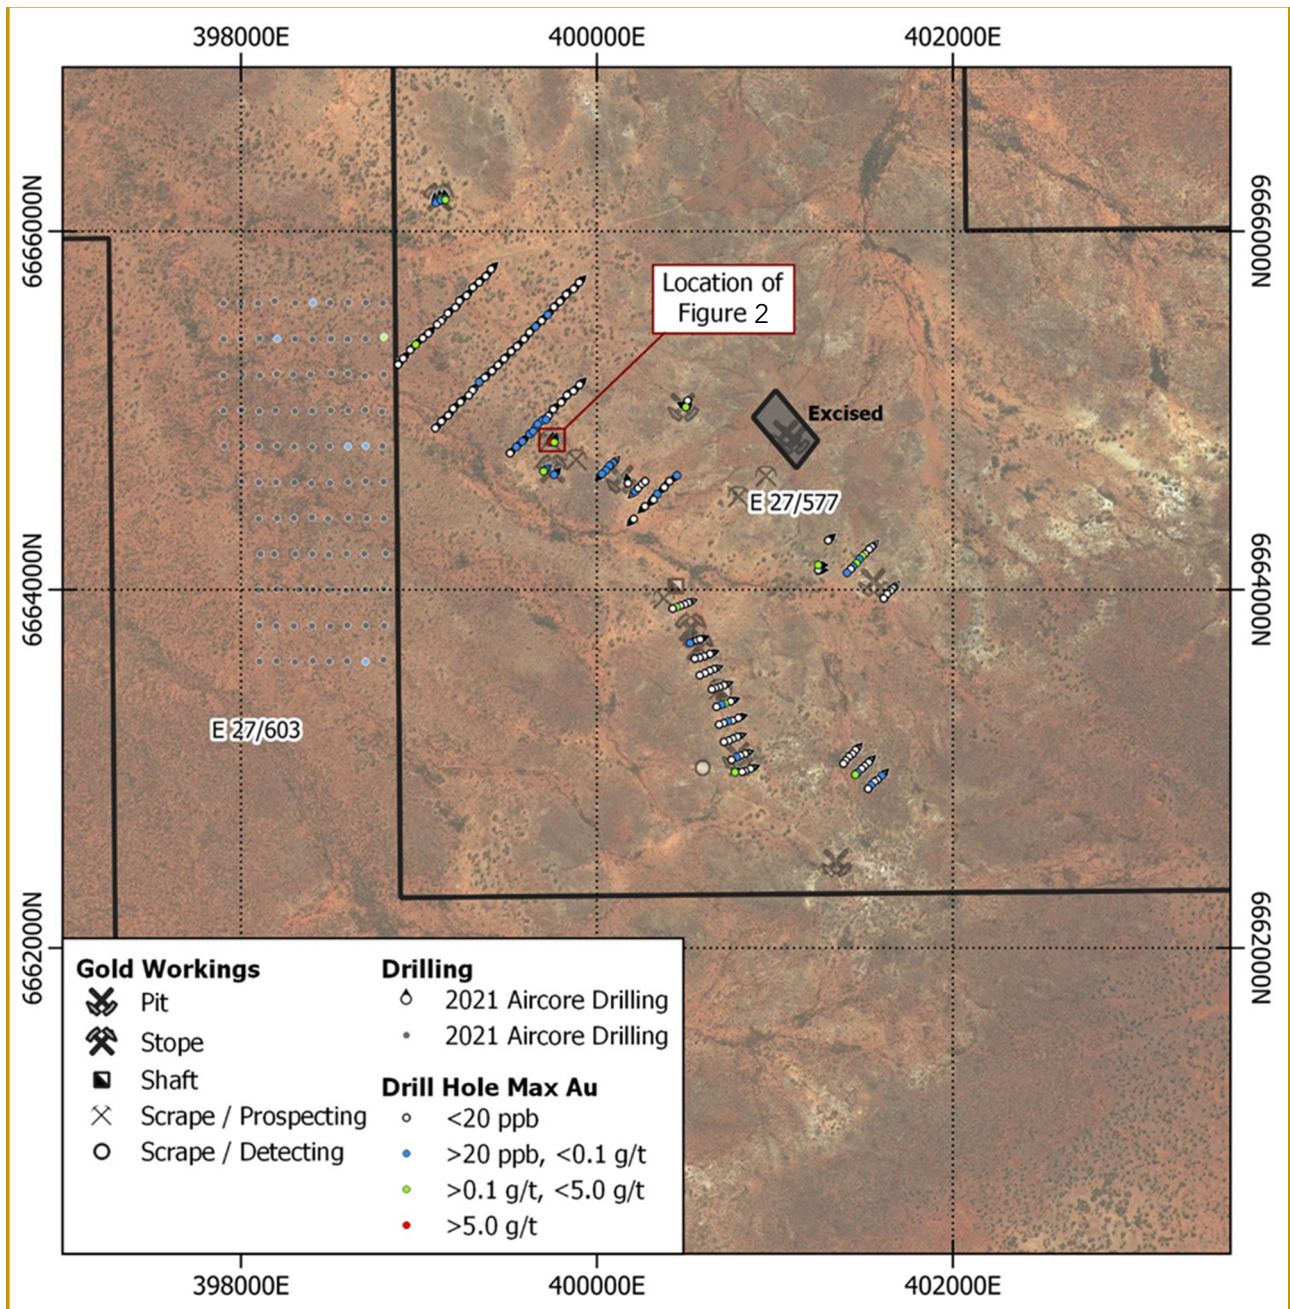 398000E
400000E
402000E
6666000N
6666000N
Location of
Figure 2
Excised
E 27/577
6664000N
6664000N
E 27/603
6662000N
6662000N
Gold Workings
Pit
Stope
Shaft
Scrape / Prospecting
Scrape / Detecting
Drilling
2021 Aircore Drilling
2021 Aircore Drilling
Drill Hole Max Au
<20 ppb
>20 ppb, <0.1 g/t
>0.1 g/t, <5.0 g/t
>5.0 g/t
398000E
400000E
402000E